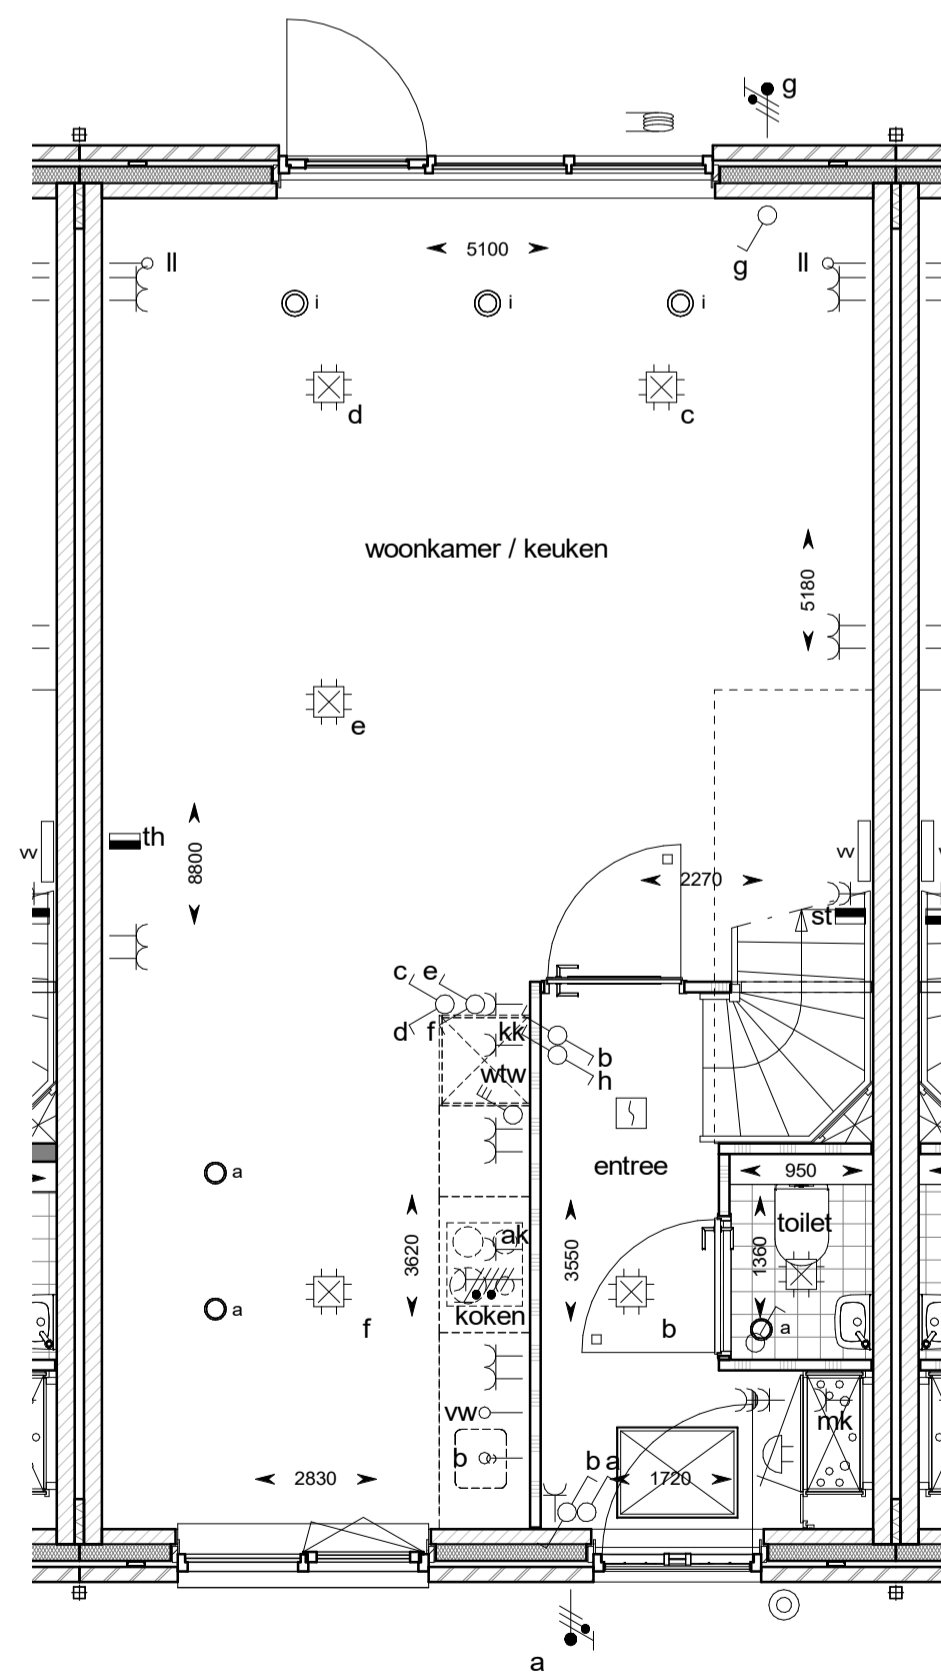 g
5100
g
ll
ll
i
i
i
d
c
woonkamer / keuken
5180
e
th
8800
vv
vv
2270
st
c e
d f
kk
b
h
wtw
entree
950
toilet
a
3620
ak
3550
1360
koken
a
f
b
a
vw
mk
b
b a
2830
1720
a